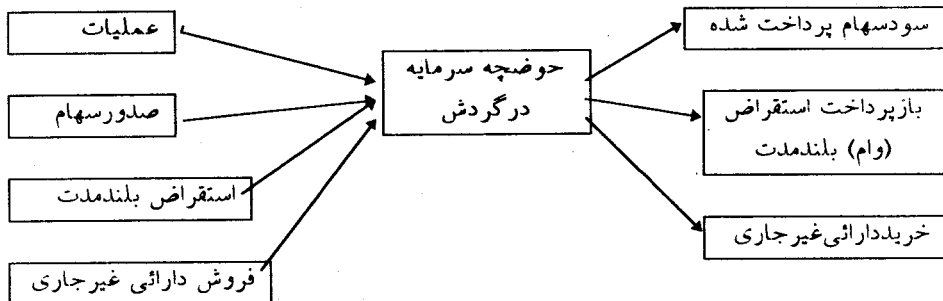 عملیات
صدورسهام
استقراض بلندمدت
فروش دارائی غیرجاری
حوضچه سرمایه
درگردش
سودسهام پرداخت شده
بازپرداخت استقراض
(وام) بلندمدت
خریددارائی غیرجاری